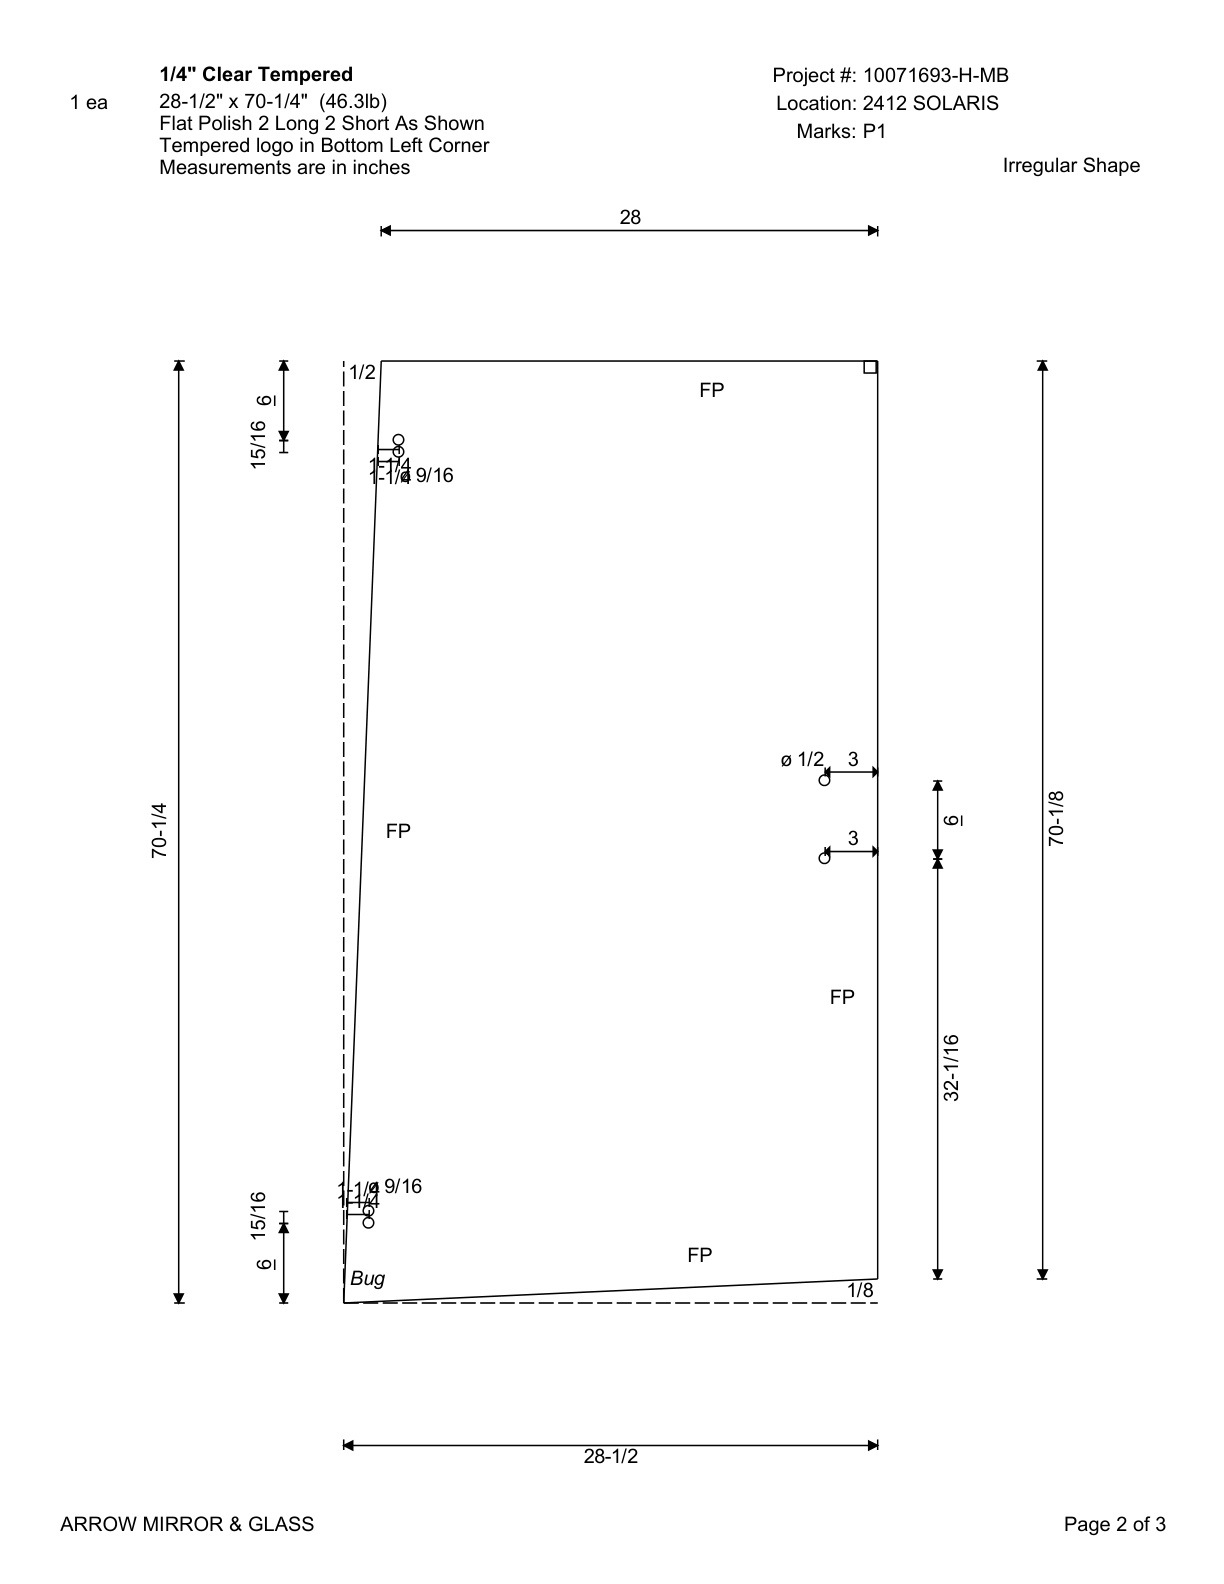 1/4" Clear Tempered
Project #: 10071693-H-MB
1 ea
28-1/2" x 70-1/4" (46.3lb)
Location: 2412 SOLARIS
Flat Polish 2 Long 2 Short As Shown
Marks: P1
Tempered logo in Bottom Left Corner
Measurements are in inches
Irregular Shape
28
1/2
FP
6
15/16
1-1/4
1-1/4
ø 9/16
ø 1/2
3
70-1/4
6
70-1/8
FP
3
FP
32-1/16
1-1/4
ø 9/16
1-1/4
15/16
6
FP
Bug
1/8
28-1/2
ARROW MIRROR & GLASS
Page 2 of 3